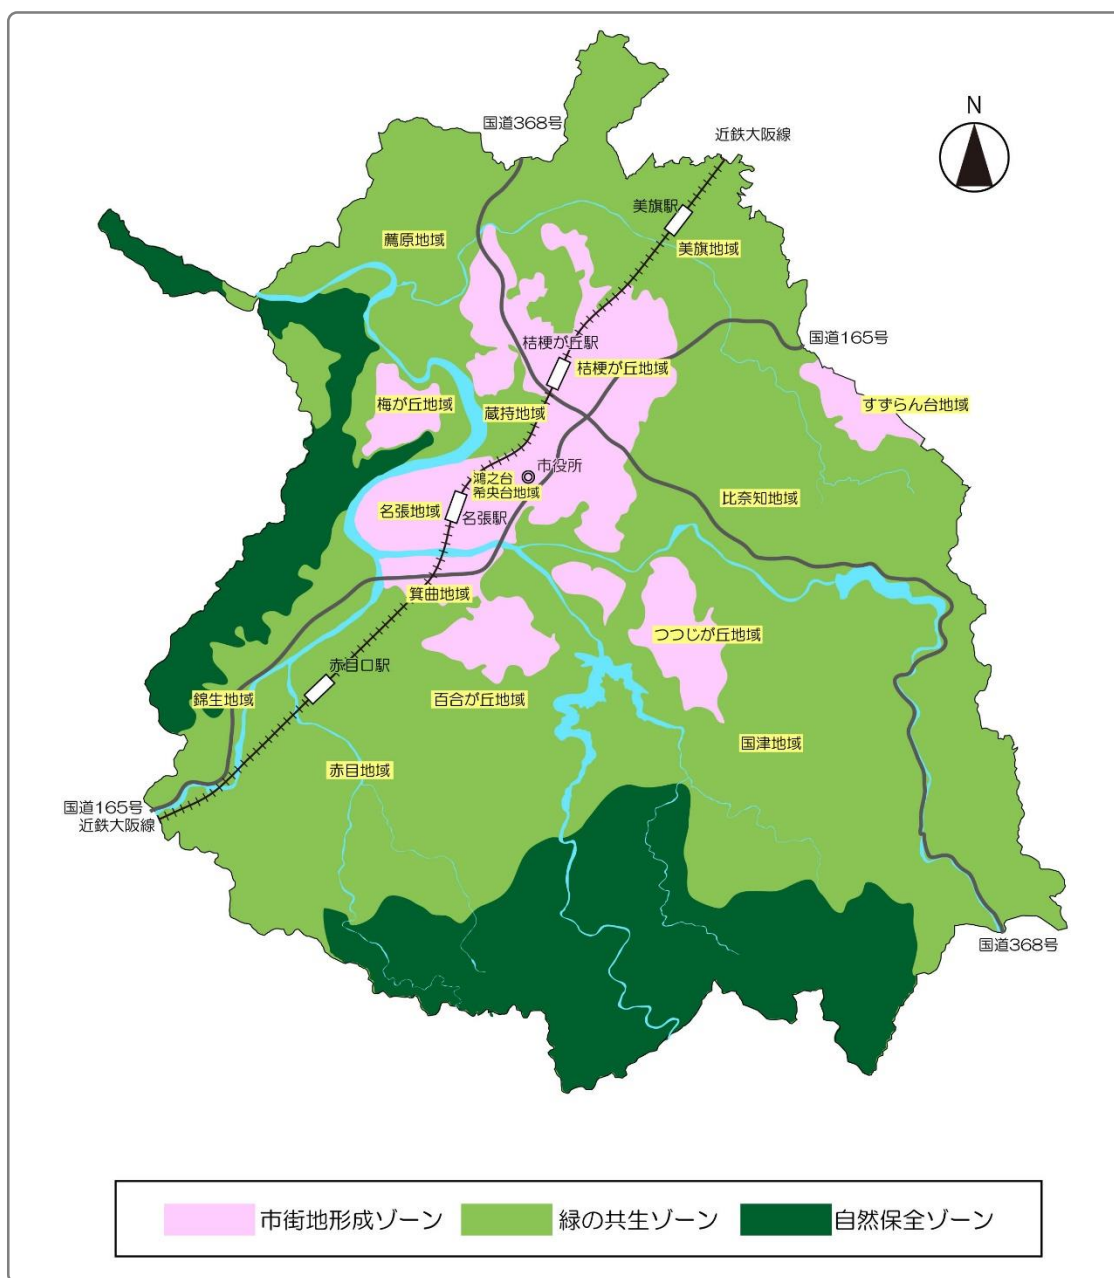 国道368号
近鉄大阪線
N
美旗駅
薦原地域
美旗地域
国道165号
桔梗が丘駅
桔梗が丘地域
梅が丘地域
蔵持地域
すずらん台地域
市役所
鴻之台
希央台地域
名張地域
名張駅
比奈知地域
箕曲地域
つつじが丘地域
赤目口駅
錦生地域
百合が丘地域
国津地域
赤目地域
国道165号
近鉄大阪線
国道368号
市街地形成ゾーン
緑の共生ゾーン
自然保全ゾーン